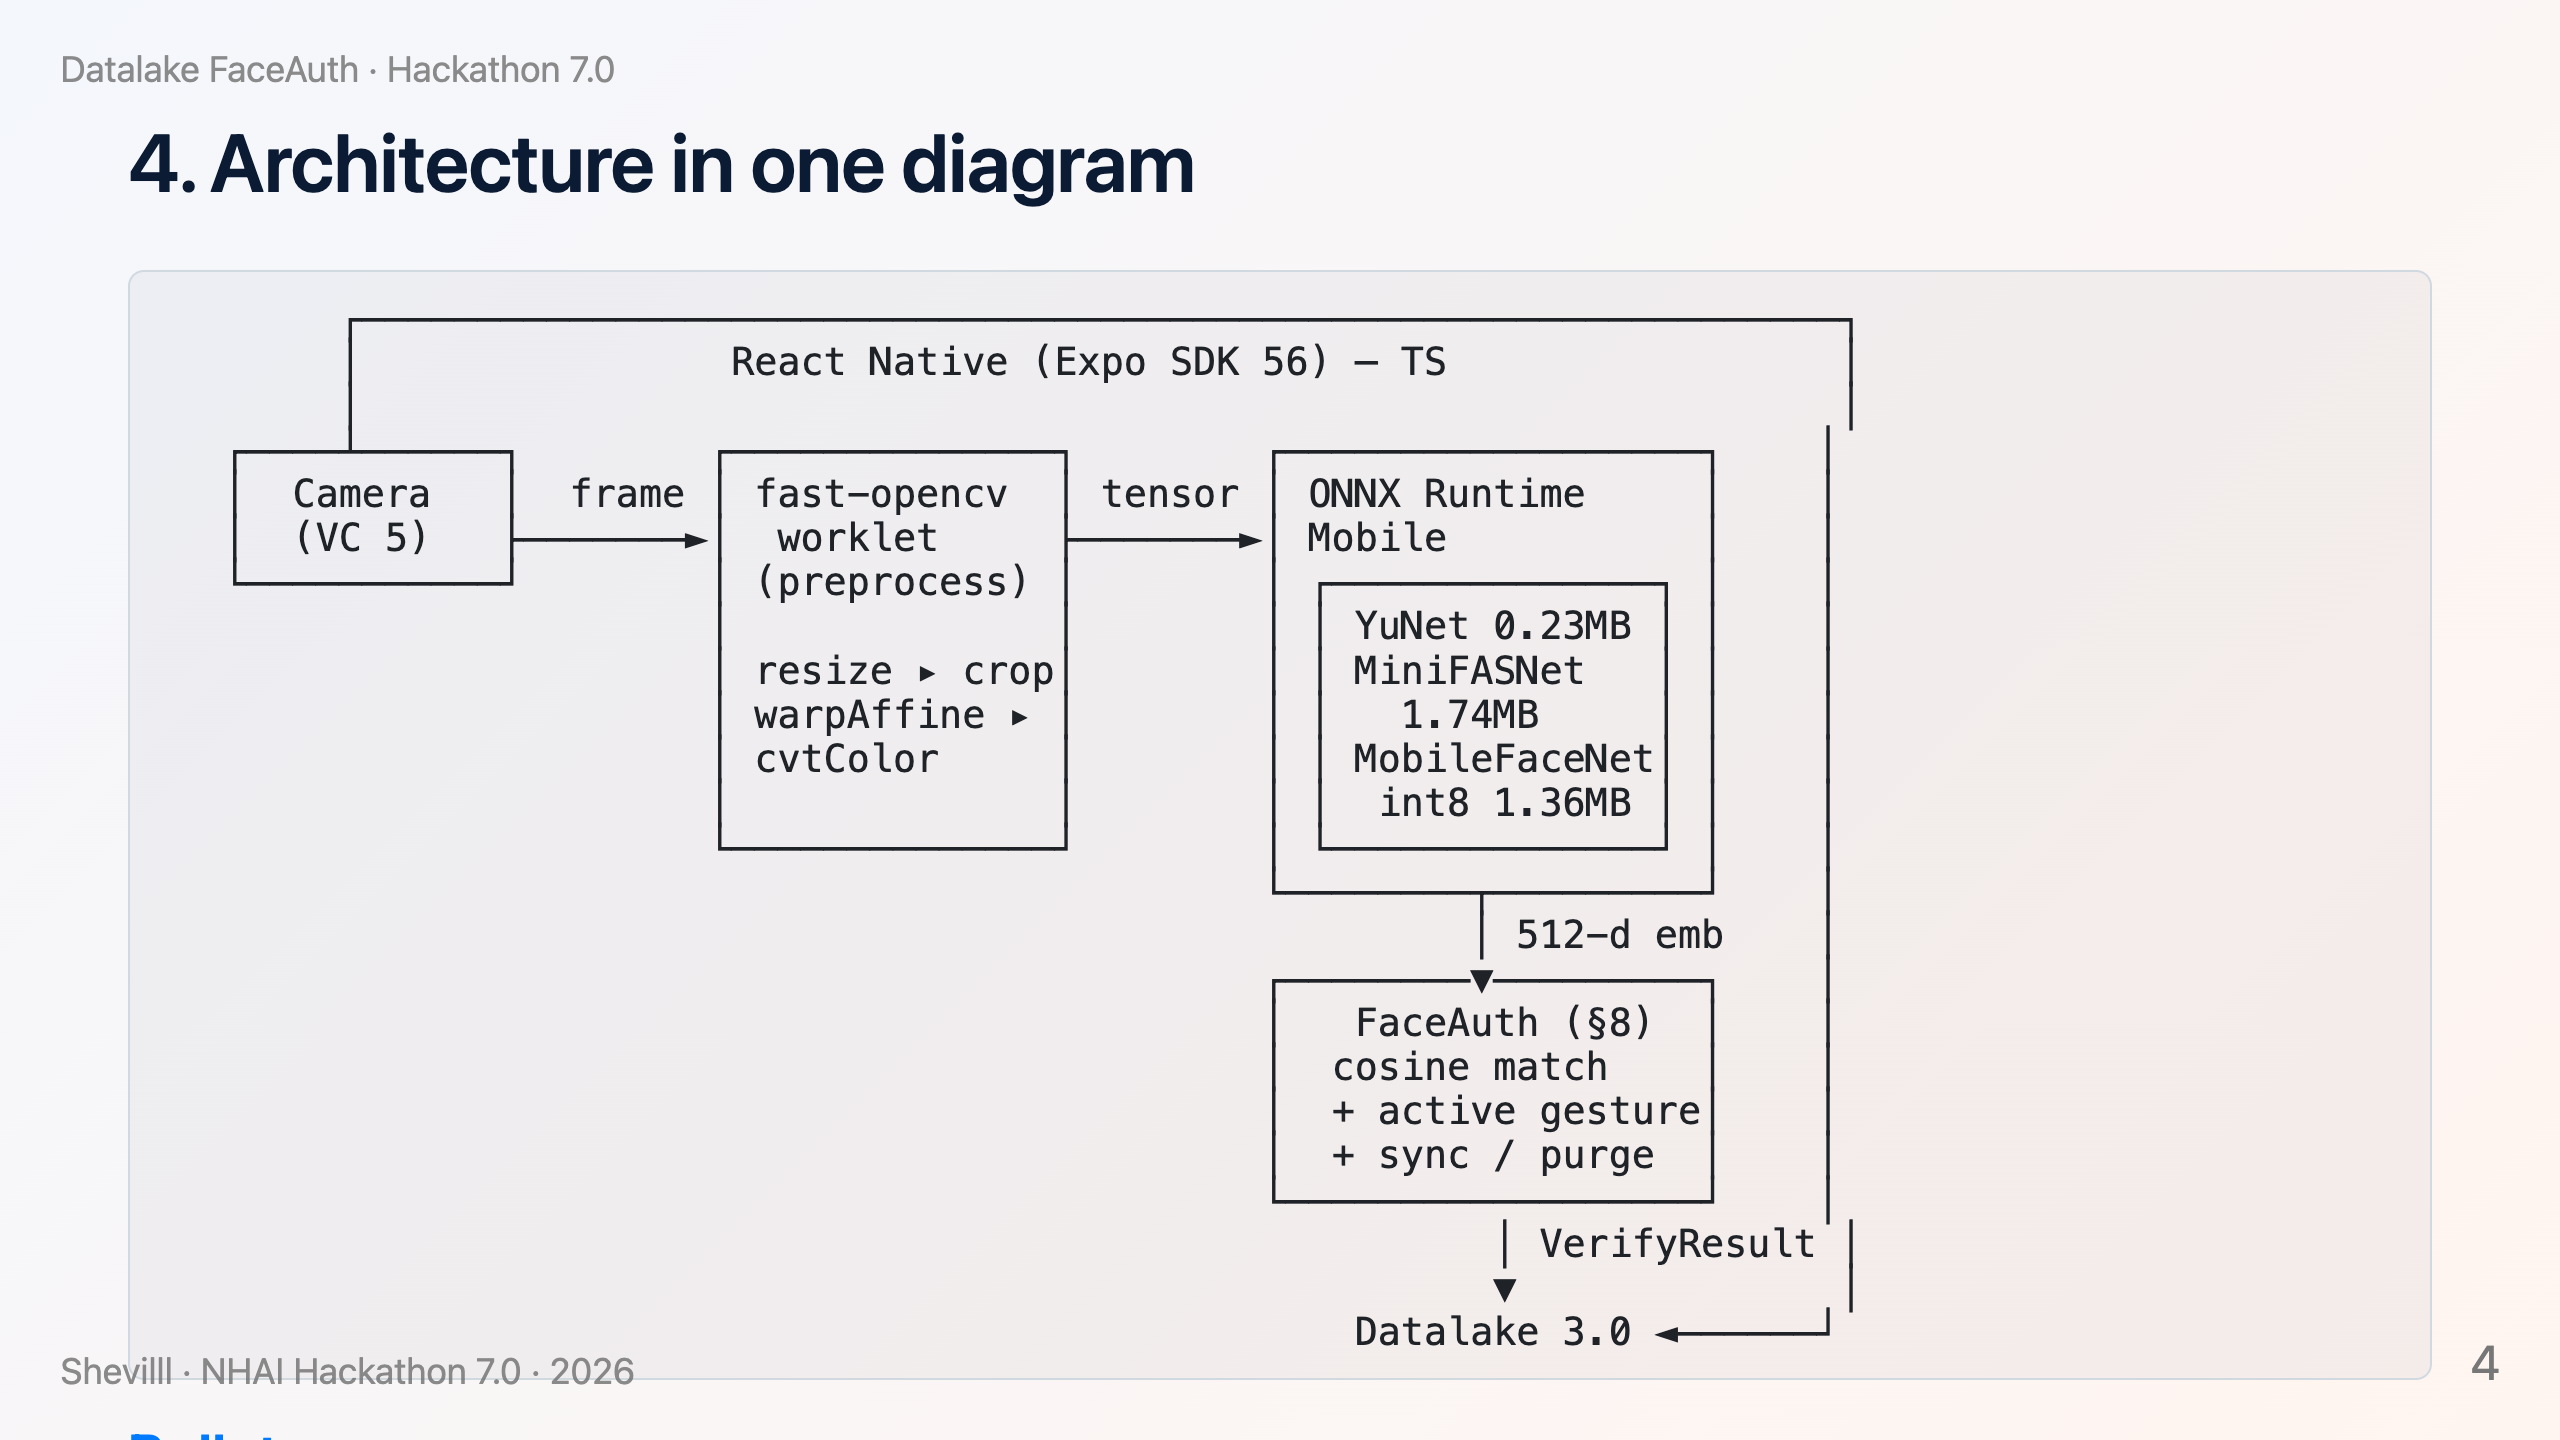 Datalake FaceAuth · Hackathon 7.0
4. Architecture in one diagram
React Native (Expo SDK 56) — TS
Camera
(VC 5)
frame
fast-opencv
worklet
(preprocess)
resize ▸ crop
warpAffine ▸
cvtColor
tensor
ONNX Runtime
Mobile
YuNet 0.23MB
MiniFASNet
1.74MB
MobileFaceNet
int8 1.36MB
512-d emb
FaceAuth (§8)
cosine match
+ active gesture
+ sync / purge
VerifyResult
Datalake 3.0
Shevilll · NHAI Hackathon 7.0 · 2026
4